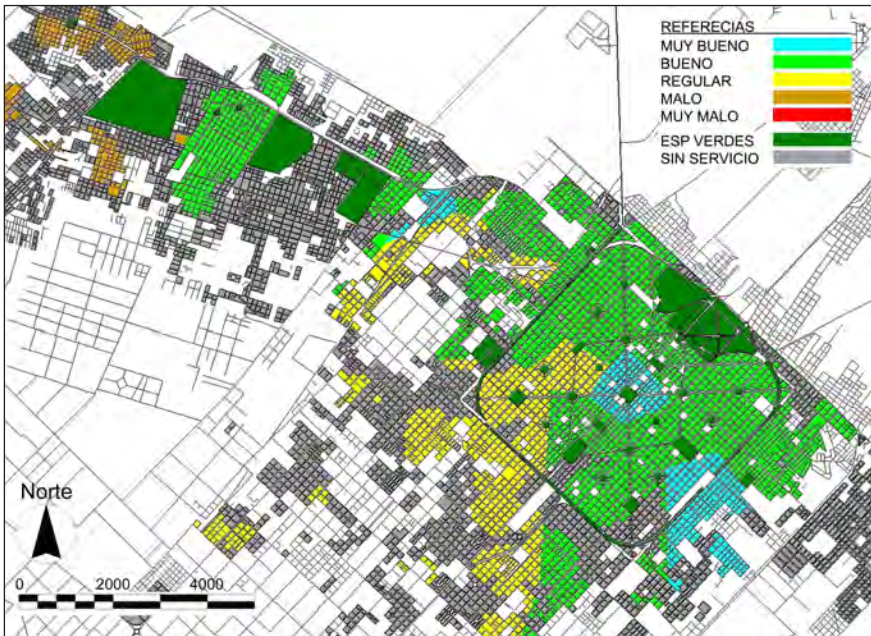 REFERECIAS
MUY BUENO
BUENO
REGULAR
MALO
MUY MALO
ESP VERDES
SIN SERVICIO
Norte
0 2000 4000